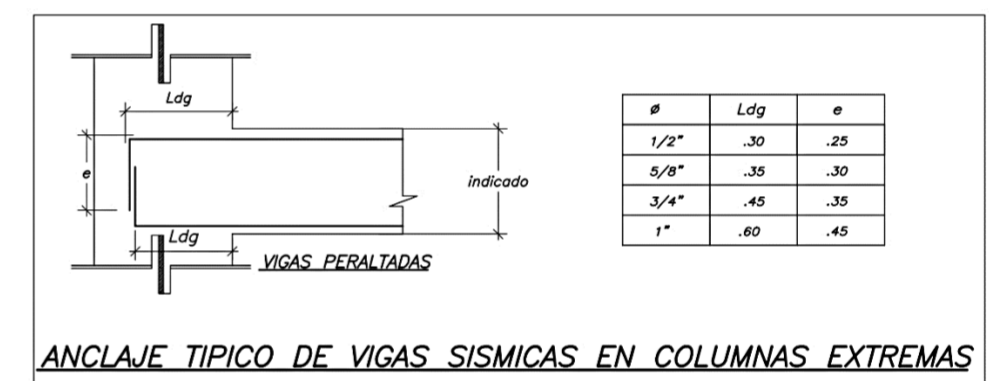 Ldg
e
indicado
Ldg
VIGAS PERALTADAS
ø Ldg e
1/2" .30 .25
5/8" .35 .30
3/4" .45 .35
1" .60 .45
ANCLAJE TIPICO DE VIGAS SISMICAS EN COLUMNAS EXTREMAS